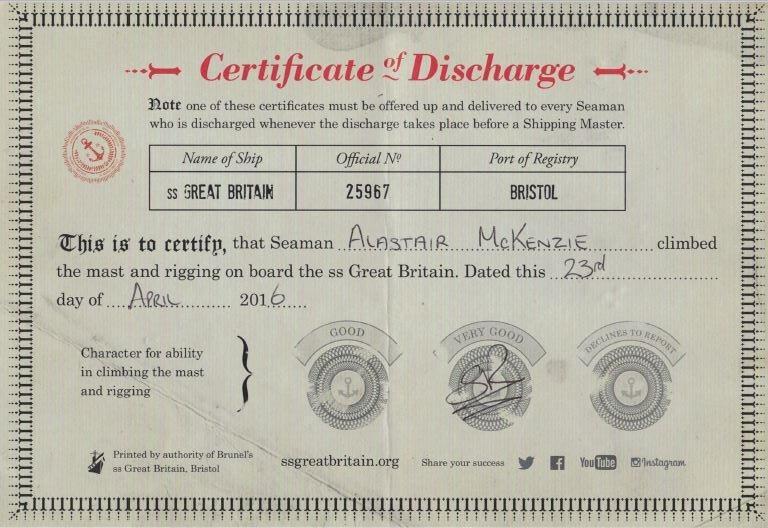 Certificate of Discharge
Note one of these certificates must be offered up and delivered to every Seaman
who is discharged whenever the discharge takes place before a Shipping Master.
Name of Ship Official Nº Port of Registry
ss GREAT BRITAIN 25967 BRISTOL
This is to certify, that Seaman ALASTAIR McKENZIE climbed
the mast and rigging on board the ss Great Britain. Dated this 23rd
day of APRIL 2016
GOOD VERY GOOD DECLINES TO REPORT
Character for ability
in climbing the mast
and rigging
SR
Printed by authority of Brunel's
ss Great Britain, Bristol
ssgreatbritain.org
Share your success
YouTube
Instagram